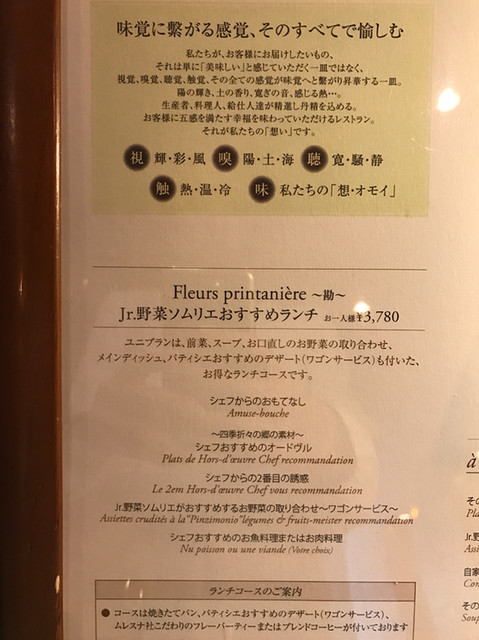 味覚に繋がる感覚、そのすべてで愉しむ
私たちが、お客様にお届けしたいもの、
それは単に「美味しい」と感じていただく一皿ではなく、
視覚、嗅覚、聴覚、触覚、その全ての感覚が味覚へと繋がり昇華する一皿。
陽の輝き、土の香り、寛ぎの音、感じる熱…。
生産者、料理人、給仕人達が精進し丹精を込める。
お客様に五感を満たす幸福を味わっていただけるレストラン。
それが私たちの「想い」です。
視 輝・彩・風 嗅 陽・土・海 聴 寛・騒・静
触 熱・温・冷 味 私たちの「想・オモイ」
Fleurs printanière ～勘～
Jr.野菜ソムリエおすすめランチ お一人様¥3,780
ユニブランは、前菜、スープ、お口直しのお野菜の取り合わせ、
メインディッシュ、パティシエおすすめのデザート(ワゴンサービス)も付いた、
お得なランチコースです。
シェフからのおもてなし
Amuse-bouche
～四季折々の郷の素材～
シェフおすすめのオードヴル
Plats de Hors-d'œuvre Chef recommandation
シェフからの2番目の誘惑
Le 2em Hors-d'œuvre Chef vous recommandation
Jr.野菜ソムリエがおすすめするお野菜の取り合わせ～ワゴンサービス～
Assiettes crudités à la"Pinzimonio"légumes & fruits-meister recommandation
シェフおすすめのお魚料理またはお肉料理
Nu poisson ou une viande (Votre choix)
ランチコースのご案内
● コースは焼きたてパン、パティシエおすすめのデザート(ワゴンサービス)、
ムレスナ社こだわりのフレーバーティーまたはブレンドコーヒーが付いております
à
その
Pla
Jr.野
Assi
自家
Con
その
Soup